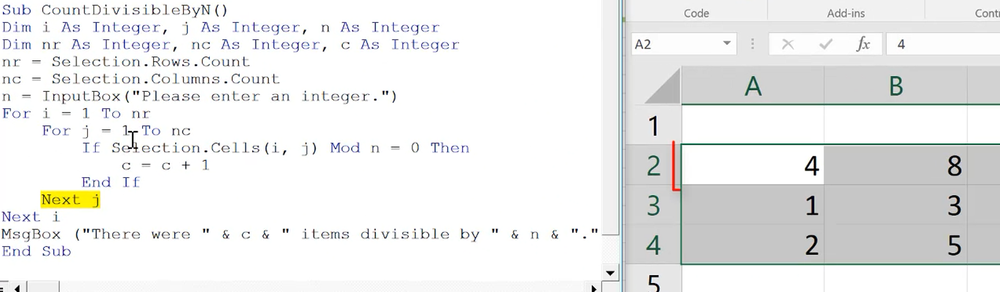 Sub CountDivisibleByN()
Dim i As Integer, j As Integer, n As Integer
Dim nr As Integer, nc As Integer, c As Integer
nr = Selection.Rows.Count
nc = Selection.Columns.Count
n = InputBox("Please enter an integer.")
For i = 1 To nr
For j = 1 To nc
If Selection.Cells(i, j) Mod n = 0 Then
c = c + 1
End If
Next j
Next i
MsgBox ("There were " & c & " items divisible by " & n & "."
End Sub
Code Add-ins
A2 fx 4
A B
1
2 4 8
3 1 3
4 2 5
5